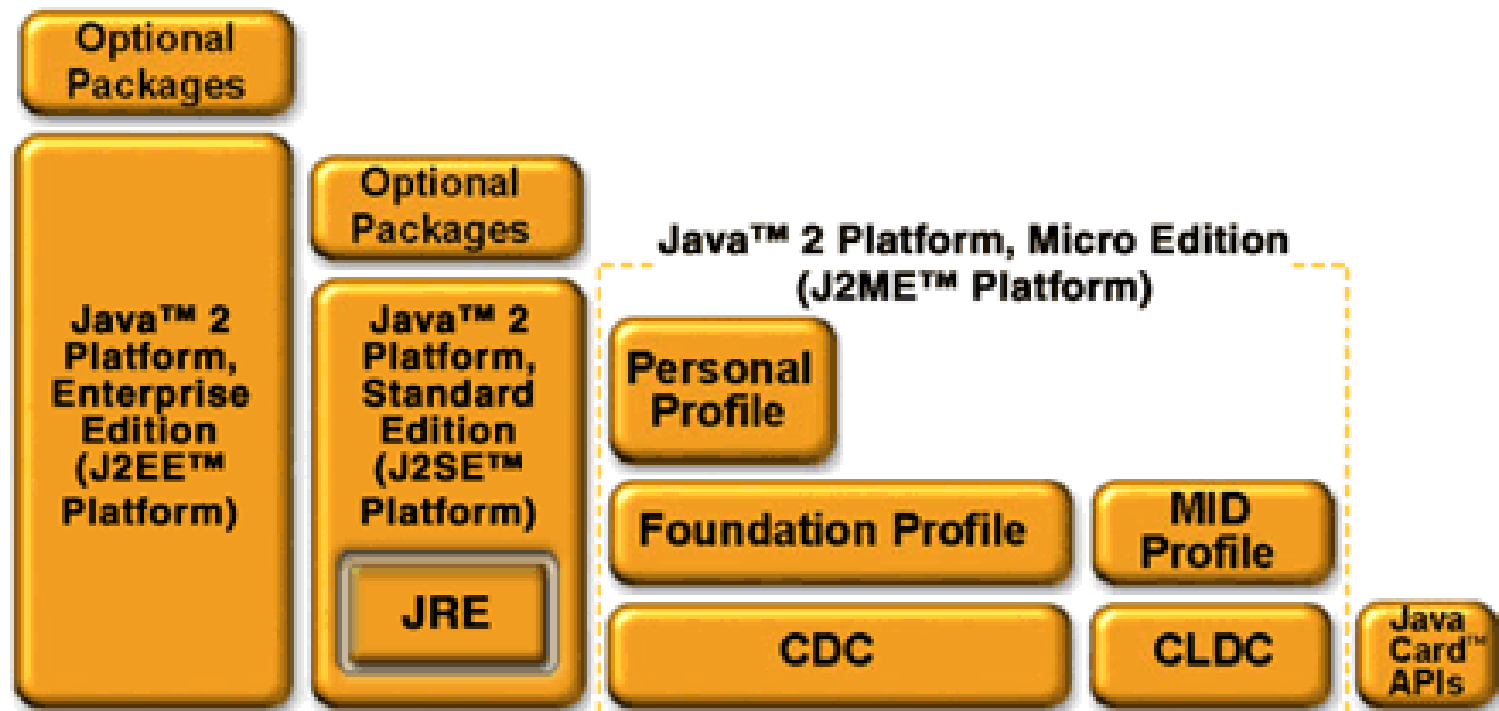 Optional
Packages
Java™ 2
Platform,
Enterprise
Edition
(J2EE™
Platform)
Optional
Packages
Java™ 2
Platform,
Standard
Edition
(J2SE™
Platform)
JRE
Java™ 2 Platform, Micro Edition
(J2ME™ Platform)
Personal
Profile
Foundation Profile
MID
Profile
CDC
CLDC
Java
Card™
APIs